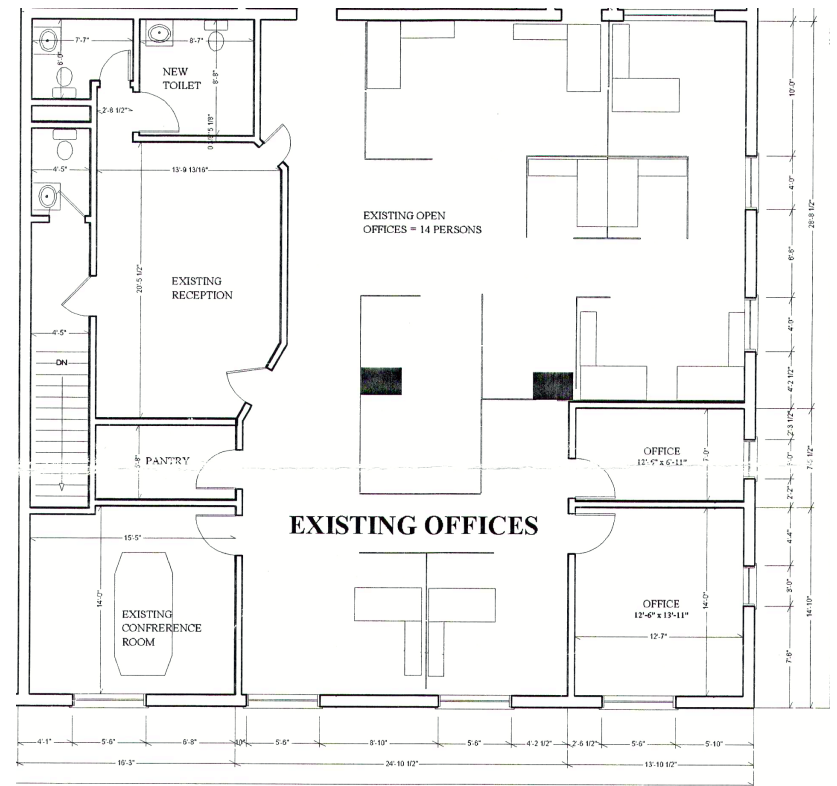 7'-7"
8'-7"
6'-0"
8'-8"
NEW
TOILET
2'-8 1/2"
10'-0"
4'-5"
13'-9 13/16"
4'-0"
28'-8 1/2"
EXISTING OPEN
OFFICES = 14 PERSONS
6'-6"
20'-5 1/2"
EXISTING
RECEPTION
4'-0"
4'-5"
DN
4'-2 1/2"
2'-3 1/2"
PANTRY
5'-8"
OFFICE
12'-5" x 6'-11"
7'-0"
2'-2"
EXISTING OFFICES
15'-5"
4'-4"
3'-0"
14'-0"
EXISTING
CONFRERENCE
ROOM
OFFICE
12'-6" x 13'-11"
14'-0"
12'-7"
14'-10"
7'-6"
4'-1"
5'-6"
6'-8"
10"
5'-6"
8'-10"
5'-6"
4'-2 1/2"
2'-6 1/2"
5'-6"
5'-10"
16'-3"
24'-10 1/2"
13'-10 1/2"